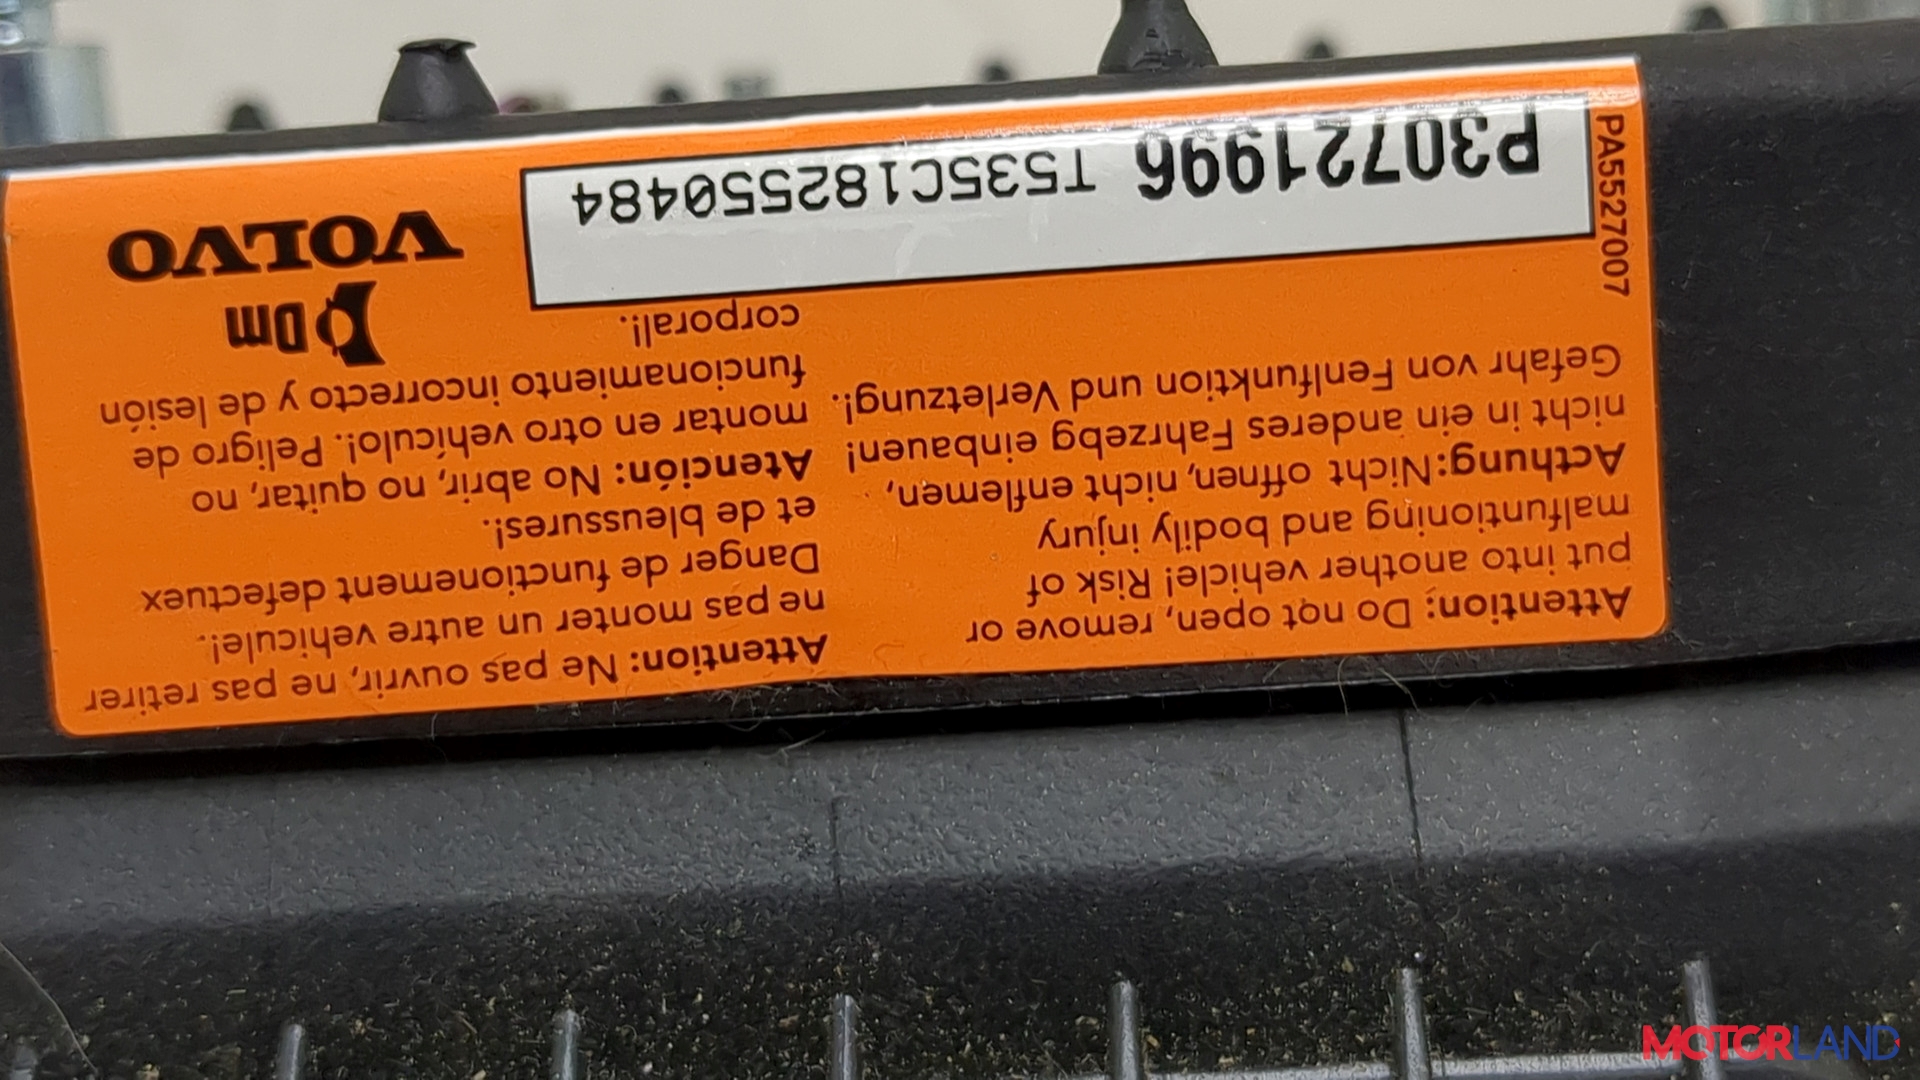 Attention: Do nqt open, remove or
put into another vehicle! Risk of
malfuntioning and bodily injury
Acthung:Nicht offnen, nicht enflemen,
nicht in ein anderes Fahrzebg einbauen!
Gefahr von Fenlfunktion und Verletzung!.
Attention: Ne pas ouvrir, ne pas retirer
ne pas monter un autre vehicule!.
Danger de functionement defectuex
et de bleussures!.
Atención: No abrir, no quitar, no
montar en otro vehículo!. Peligro de
funcionamiento incorrecto y de lesión
corporal!.
PA5527007
P30721996 T535C182550484
Dm
VOLVO
MOTORLAND